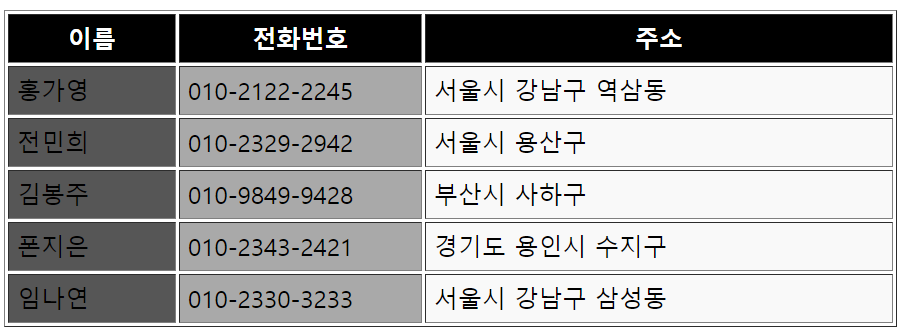 이름 전화번호 주소
홍가영 010-2122-2245 서울시 강남구 역삼동
전민희 010-2329-2942 서울시 용산구
김봉주 010-9849-9428 부산시 사하구
폰지은 010-2343-2421 경기도 용인시 수지구
임나연 010-2330-3233 서울시 강남구 삼성동